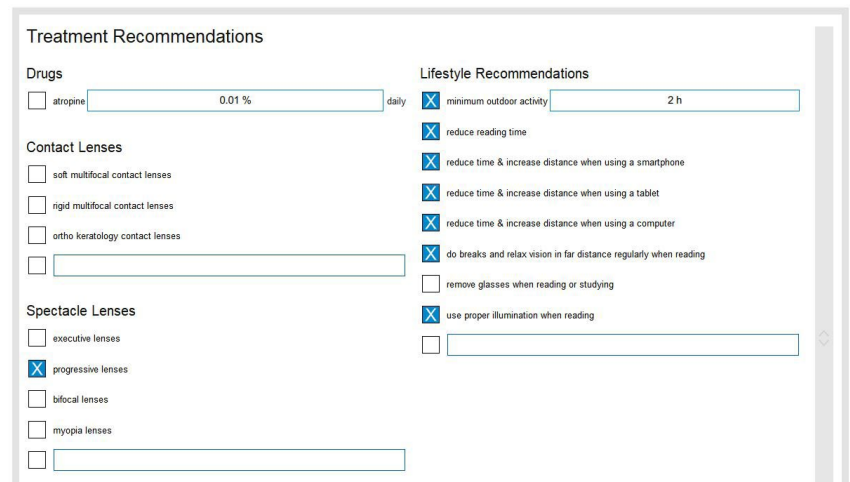 Treatment Recommendations
Drugs
atropine 0.01 % daily
Contact Lenses
soft multifocal contact lenses
rigid multifocal contact lenses
ortho keratology contact lenses
Spectacle Lenses
executive lenses
X progressive lenses
bifocal lenses
myopia lenses
Lifestyle Recommendations
X minimum outdoor activity 2 h
X reduce reading time
X reduce time & increase distance when using a smartphone
X reduce time & increase distance when using a tablet
X reduce time & increase distance when using a computer
X do breaks and relax vision in far distance regularly when reading
remove glasses when reading or studying
X use proper illumination when reading